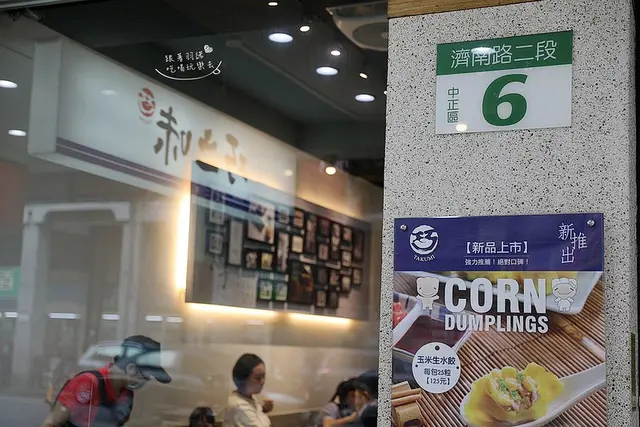 跟著羽諾
吃喝玩樂去
濟南路二段
中正區
6
TAKUMI
【新品上市】
強力推薦！絕對口碑！
新推出
CORN
DUMPLINGS
玉米生水餃
每包25粒
【125元】